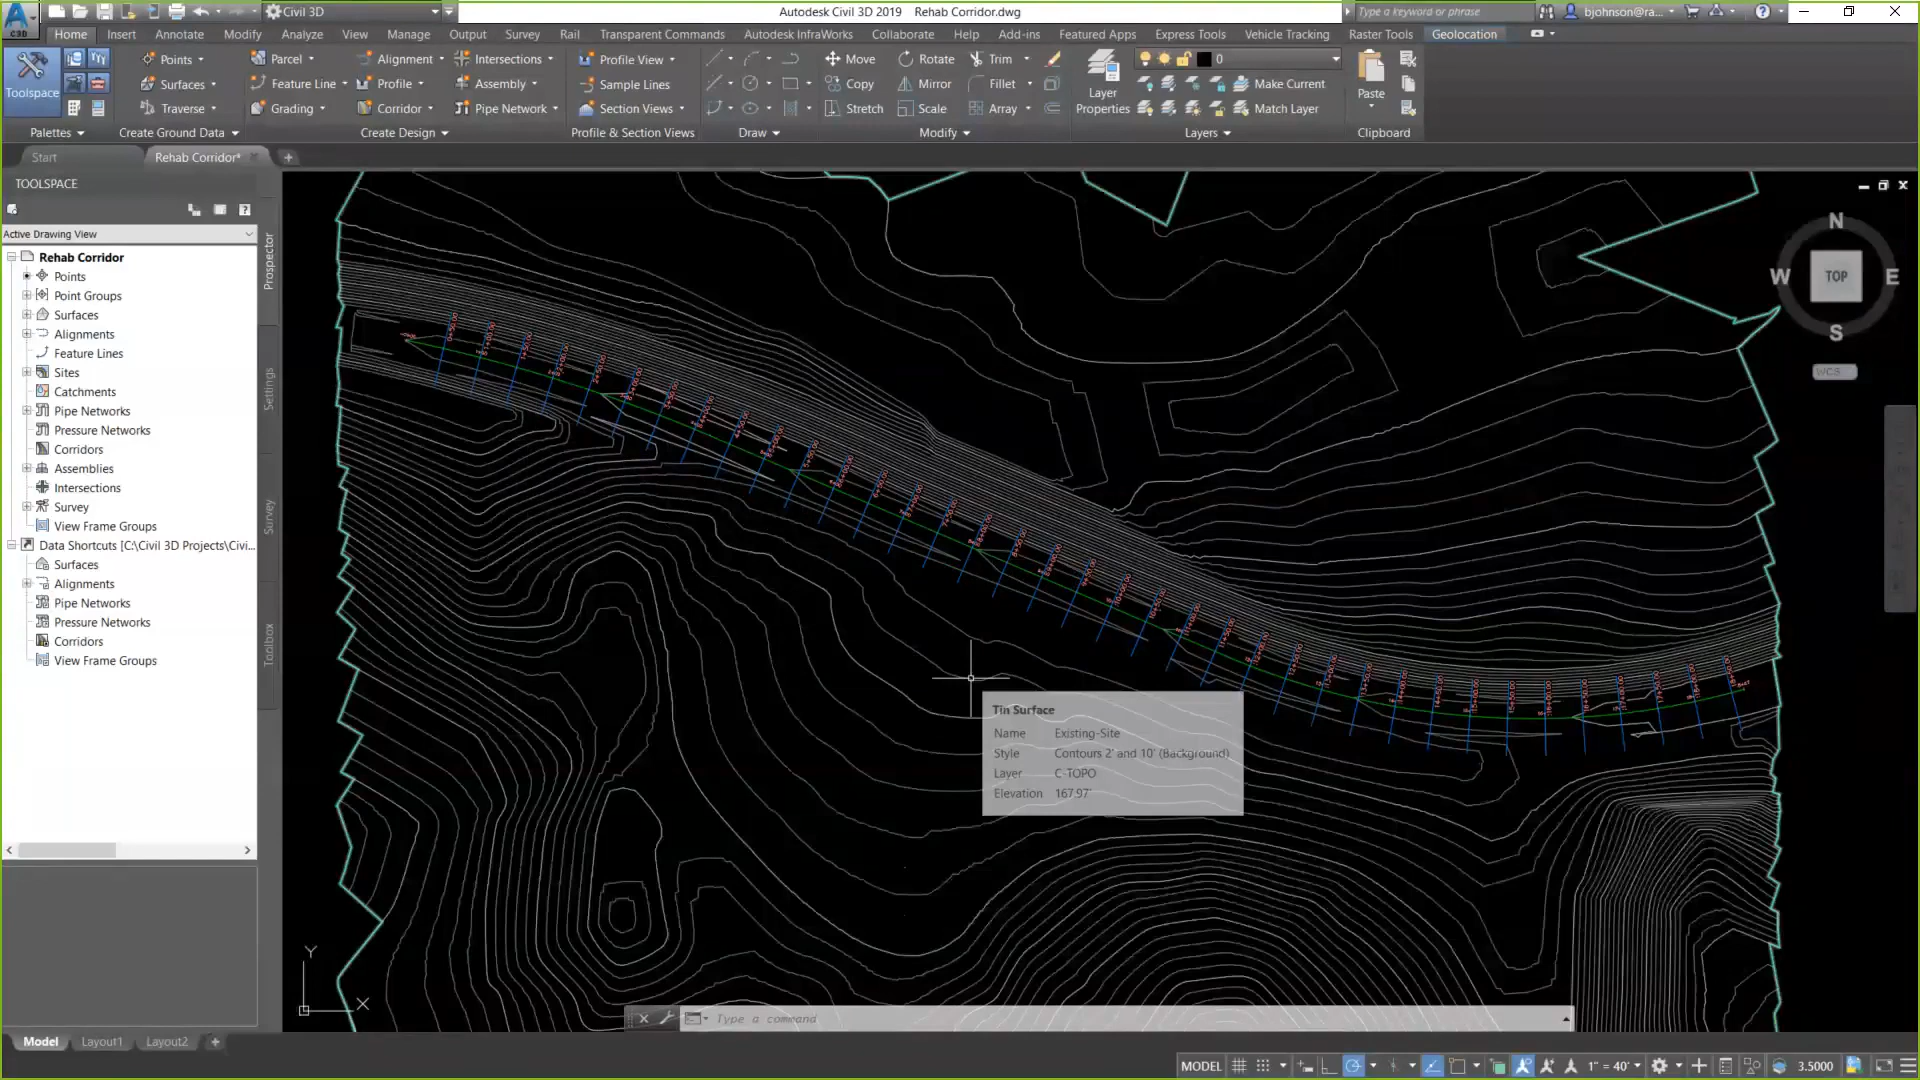 Civil 3D
Autodesk Civil 3D 2019 Rehab Corridor.dwg
Type a keyword or phrase
bjohnson@ra...
C3D
Home Insert Annotate Modify Analyze View Manage Output Survey Rail Transparent Commands Autodesk InfraWorks Collaborate Help Add-ins Featured Apps Express Tools Vehicle Tracking Raster Tools Geolocation
Points Parcel Alignment Intersections Profile View Move Rotate Trim 0
Surfaces Feature Line Profile Assembly Sample Lines Copy Mirror Fillet Make Current
Toolspace
Layer
Properties
Paste
Traverse Grading Corridor Pipe Network Section Views Stretch Scale Array Match Layer
Palettes Create Ground Data Create Design Profile & Section Views Draw Modify Layers Clipboard
Start Rehab Corridor*
TOOLSPACE
Active Drawing View
Rehab Corridor
Points
Point Groups
Surfaces
Alignments
Feature Lines
Sites
Catchments
Pipe Networks
Pressure Networks
Corridors
Assemblies
Intersections
Survey
View Frame Groups
Data Shortcuts [C:\Civil 3D Projects\Civi...
Surfaces
Alignments
Pipe Networks
Pressure Networks
Corridors
View Frame Groups
Prospector
Settings
Survey
Toolbox
N
W TOP E
S
WCS
Tin Surface
Name Existing-Site
Style Contours 2' and 10' (Background)
Layer C-TOPO
Elevation 167.97'
Y
X
Type a command
Model Layout1 Layout2
MODEL 1" = 40' 3.5000